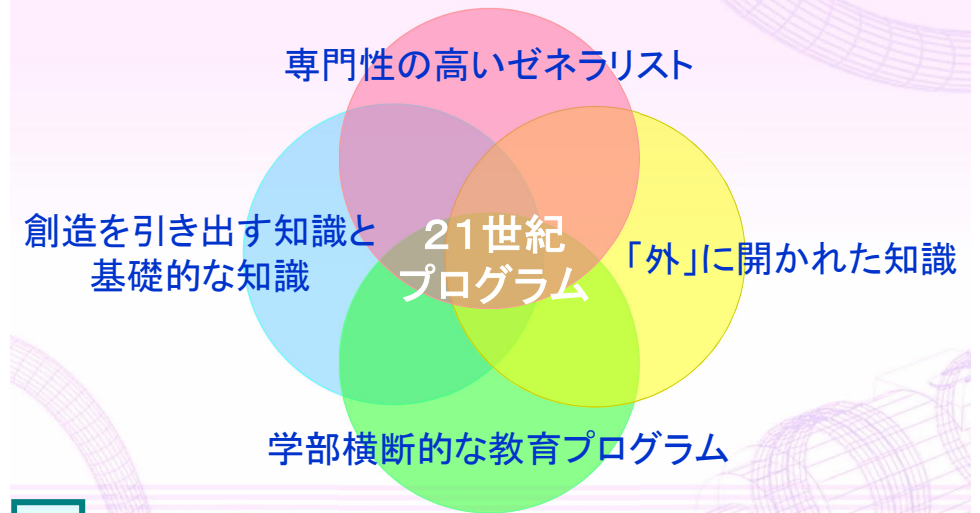 専門性の高いゼネラリスト
創造を引き出す知識と
基礎的な知識
21世紀
プログラム
「外」に開かれた知識
学部横断的な教育プログラム